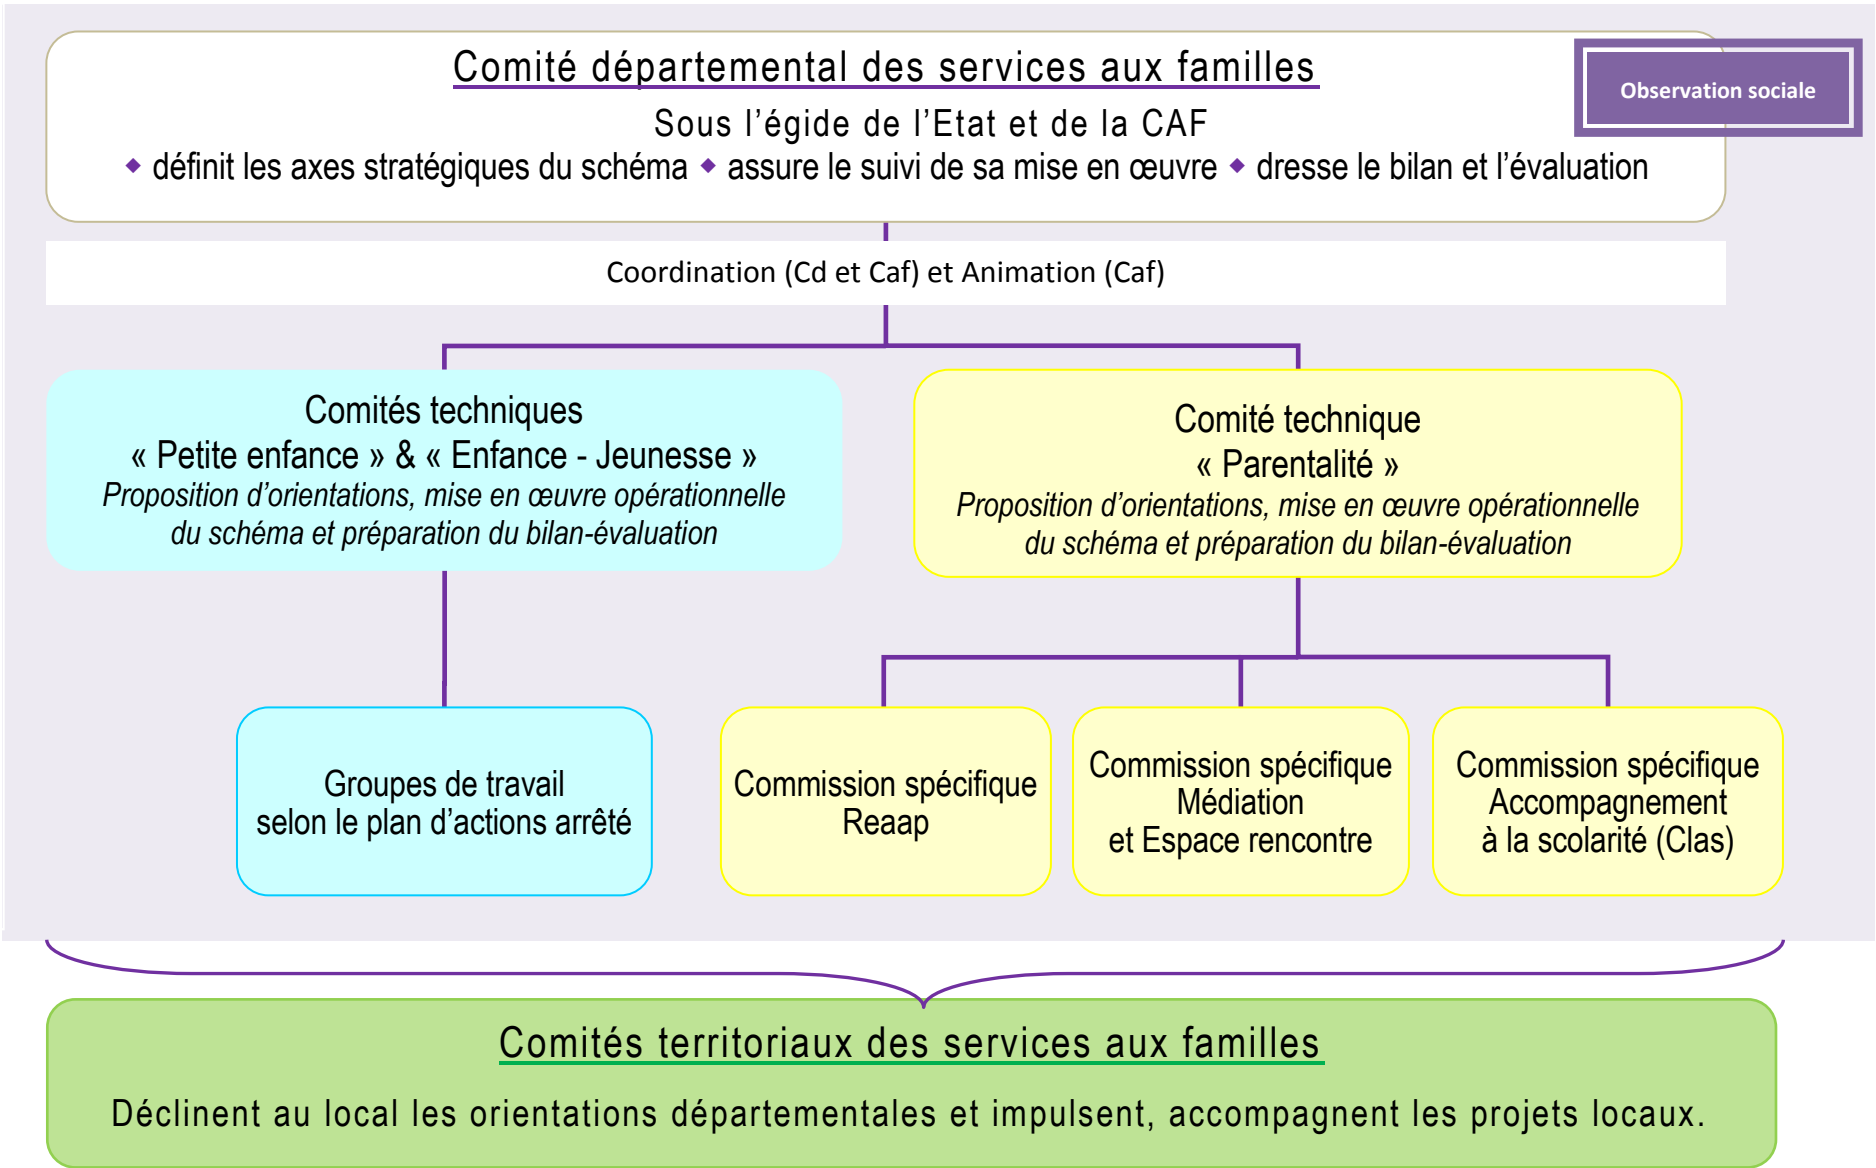 Comité départemental des services aux familles
Observation sociale
Sous l’égide de l’Etat et de la CAF
◆ définit les axes stratégiques du schéma ◆ assure le suivi de sa mise en œuvre ◆ dresse le bilan et l’évaluation
Coordination (Cd et Caf) et Animation (Caf)
Comités techniques
« Petite enfance » & « Enfance - Jeunesse »
Proposition d’orientations, mise en œuvre opérationnelle
du schéma et préparation du bilan-évaluation
Comité technique
« Parentalité »
Proposition d’orientations, mise en œuvre opérationnelle
du schéma et préparation du bilan-évaluation
Groupes de travail
selon le plan d’actions arrêté
Commission spécifique
Reaap
Commission spécifique
Médiation
et Espace rencontre
Commission spécifique
Accompagnement
à la scolarité (Clas)
Comités territoriaux des services aux familles
Déclinent au local les orientations départementales et impulsent, accompagnent les projets locaux.